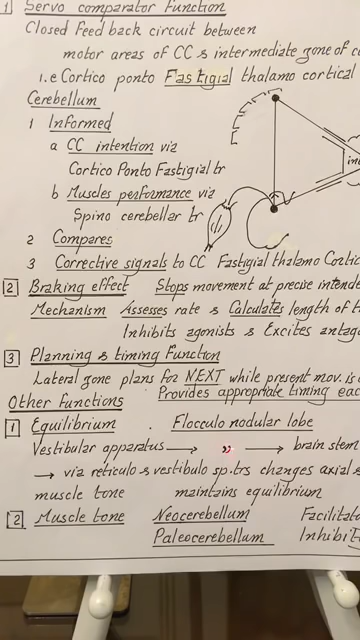 1 Servo comparator function
Closed feed back circuit between
motor areas of CC & intermediate zone of
i.e Cortico ponto Fastigial thalamo cortical
Cerebellum
1 Informed
a CC intention via
Cortico Ponto Fastigial tr
b Muscles performance via
Spino cerebellar tr
2 Compares
3 Corrective signals to CC Fastigial thalamo Cortic
2 Braking effect Stops movement at precise intende
Mechanism Assesses rate & Calculates length of
Inhibits agonists & Excites antag
3 Planning & timing Function
Lateral zone plans for NEXT while present mov. is
Provides appropriate timing eac
Other functions
1 Equilibrium . Flocculo nodular lobe
Vestibular apparatus → ,, → brain stem
→ via reticulo & vestibulo sp.trs changes axial
muscle tone maintains equilibrium
2 Muscle tone Neocerebellum Facilitat
Paleocerebellum Inhibit